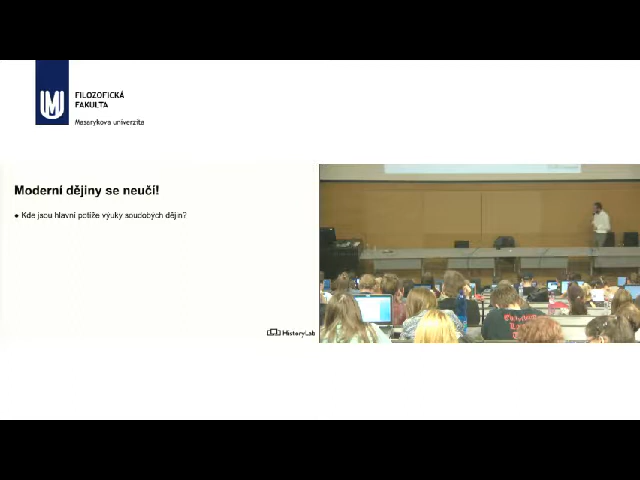 FILOZOFICKÁ
FAKULTA
Masarykova univerzita
Moderní dějiny se neučí!
● Kde jsou hlavní potíže výuky soudobých dějin?
HistoryLab